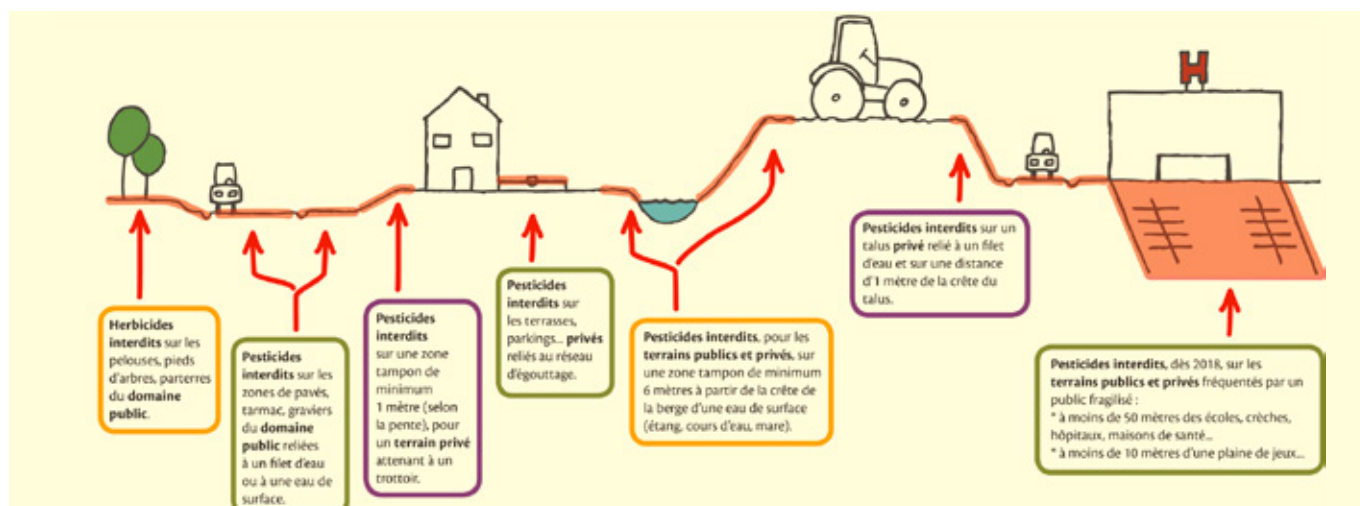 H
Herbicides
interdits sur les
pelouses, pieds
d'arbres, parterres
du domaine
public.
Pesticides
interdits sur les
zones de pavés,
tarmac, graviers
du domaine
public reliées
à un filet d'eau
ou à une eau de
surface.
Pesticides
interdits
sur une zone
tampon de
minimum
1 mètre (selon
la pente), pour
un terrain privé
attenant à un
trottoir.
Pesticides
interdits sur
les terrasses,
parkings... privés
reliés au réseau
d'égouttage.
Pesticides interdits, pour les
terrains publics et privés, sur
une zone tampon de minimum
6 mètres à partir de la crête de
la berge d'une eau de surface
(étang, cours d'eau, mare).
Pesticides interdits sur un
talus privé relié à un filet
d'eau et sur une distance
d'1 mètre de la crête du
talus.
Pesticides interdits, dès 2018, sur les
terrains publics et privés fréquentés par un
public fragilisé :
* à moins de 50 mètres des écoles, crèches,
hôpitaux, maisons de santé...
* à moins de 10 mètres d'une plaine de jeux...